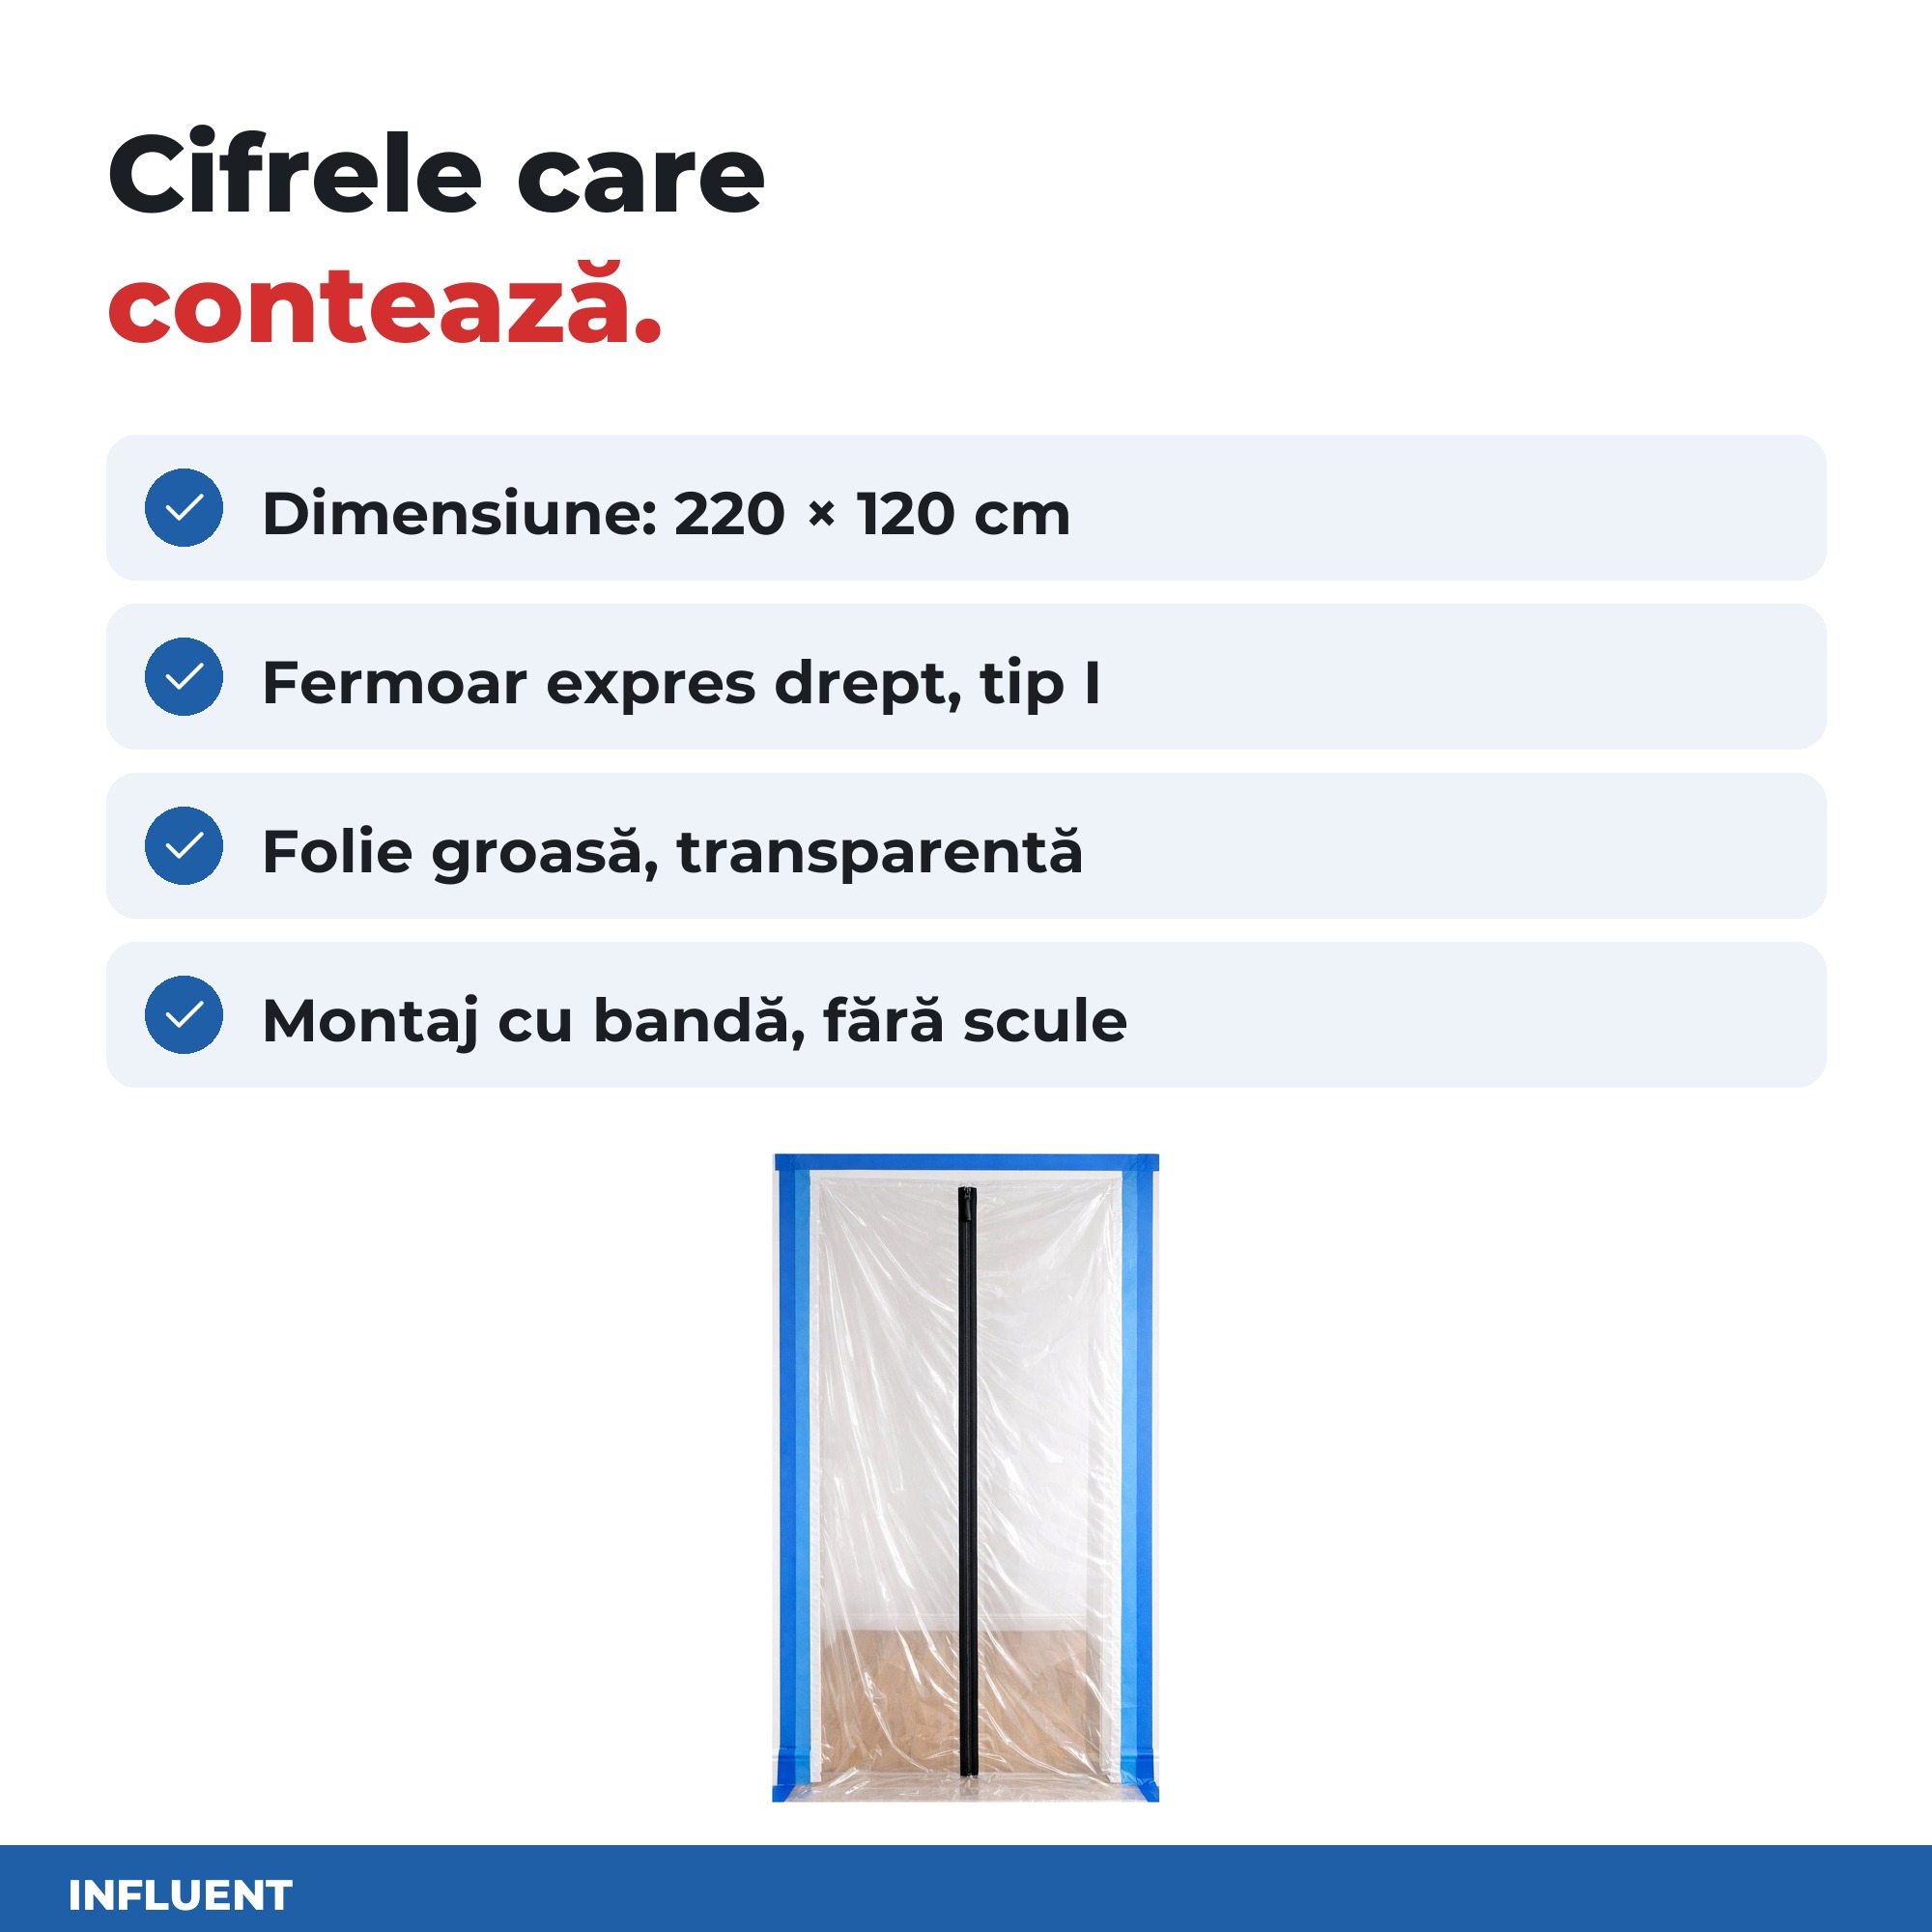 Cifrele care
contează.
Dimensiune: 220 × 120 cm
Fermoar expres drept, tip I
Folie groasă, transparentă
Montaj cu bandă, fără scule
INFLUENT